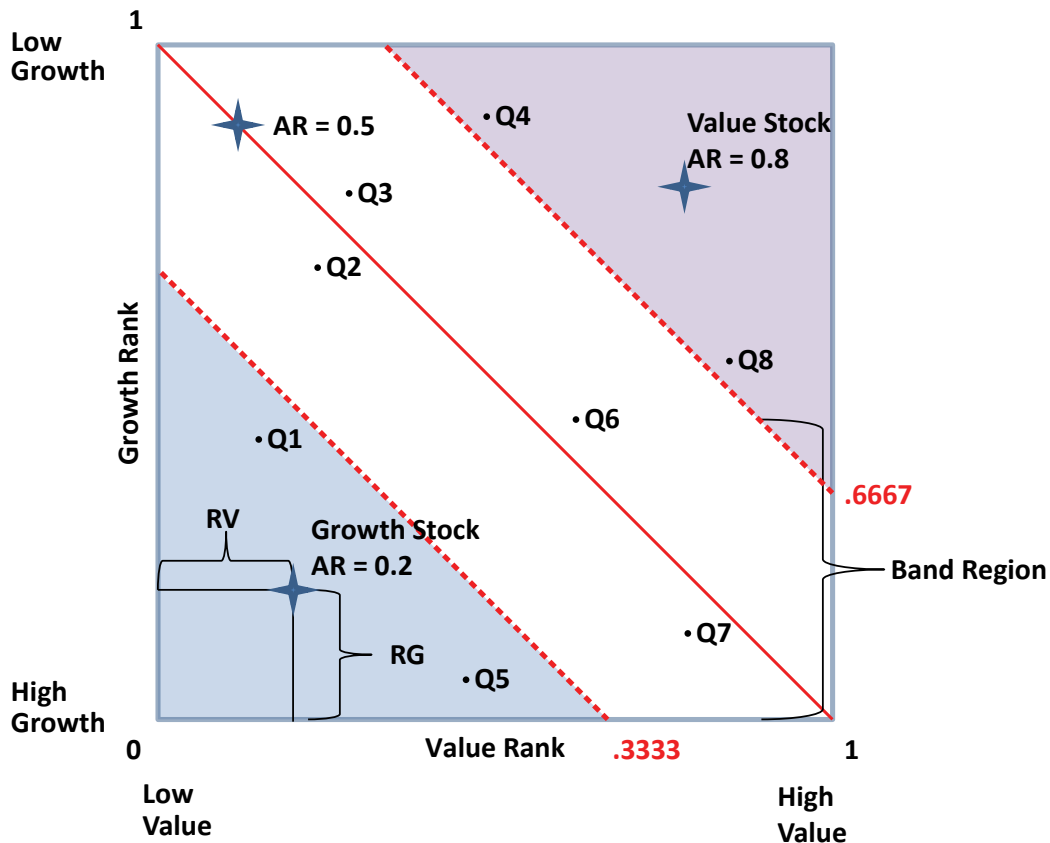 1
Low
Growth
AR = 0.5
Q4
Value Stock
AR = 0.8
Q3
Q2
Growth Rank
Q8
Q6
Q1
.6667
RV
Growth Stock
AR = 0.2
Band Region
Q7
RG
Q5
High
Growth
0
Value Rank
.3333
1
Low
Value
High
Value